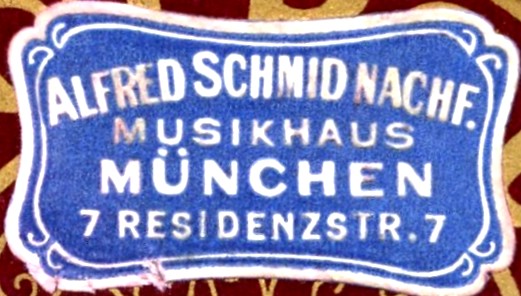 ALFRED SCHMID NACHF.
MUSIKHAUS
MÜNCHEN
7 RESIDENZSTR. 7